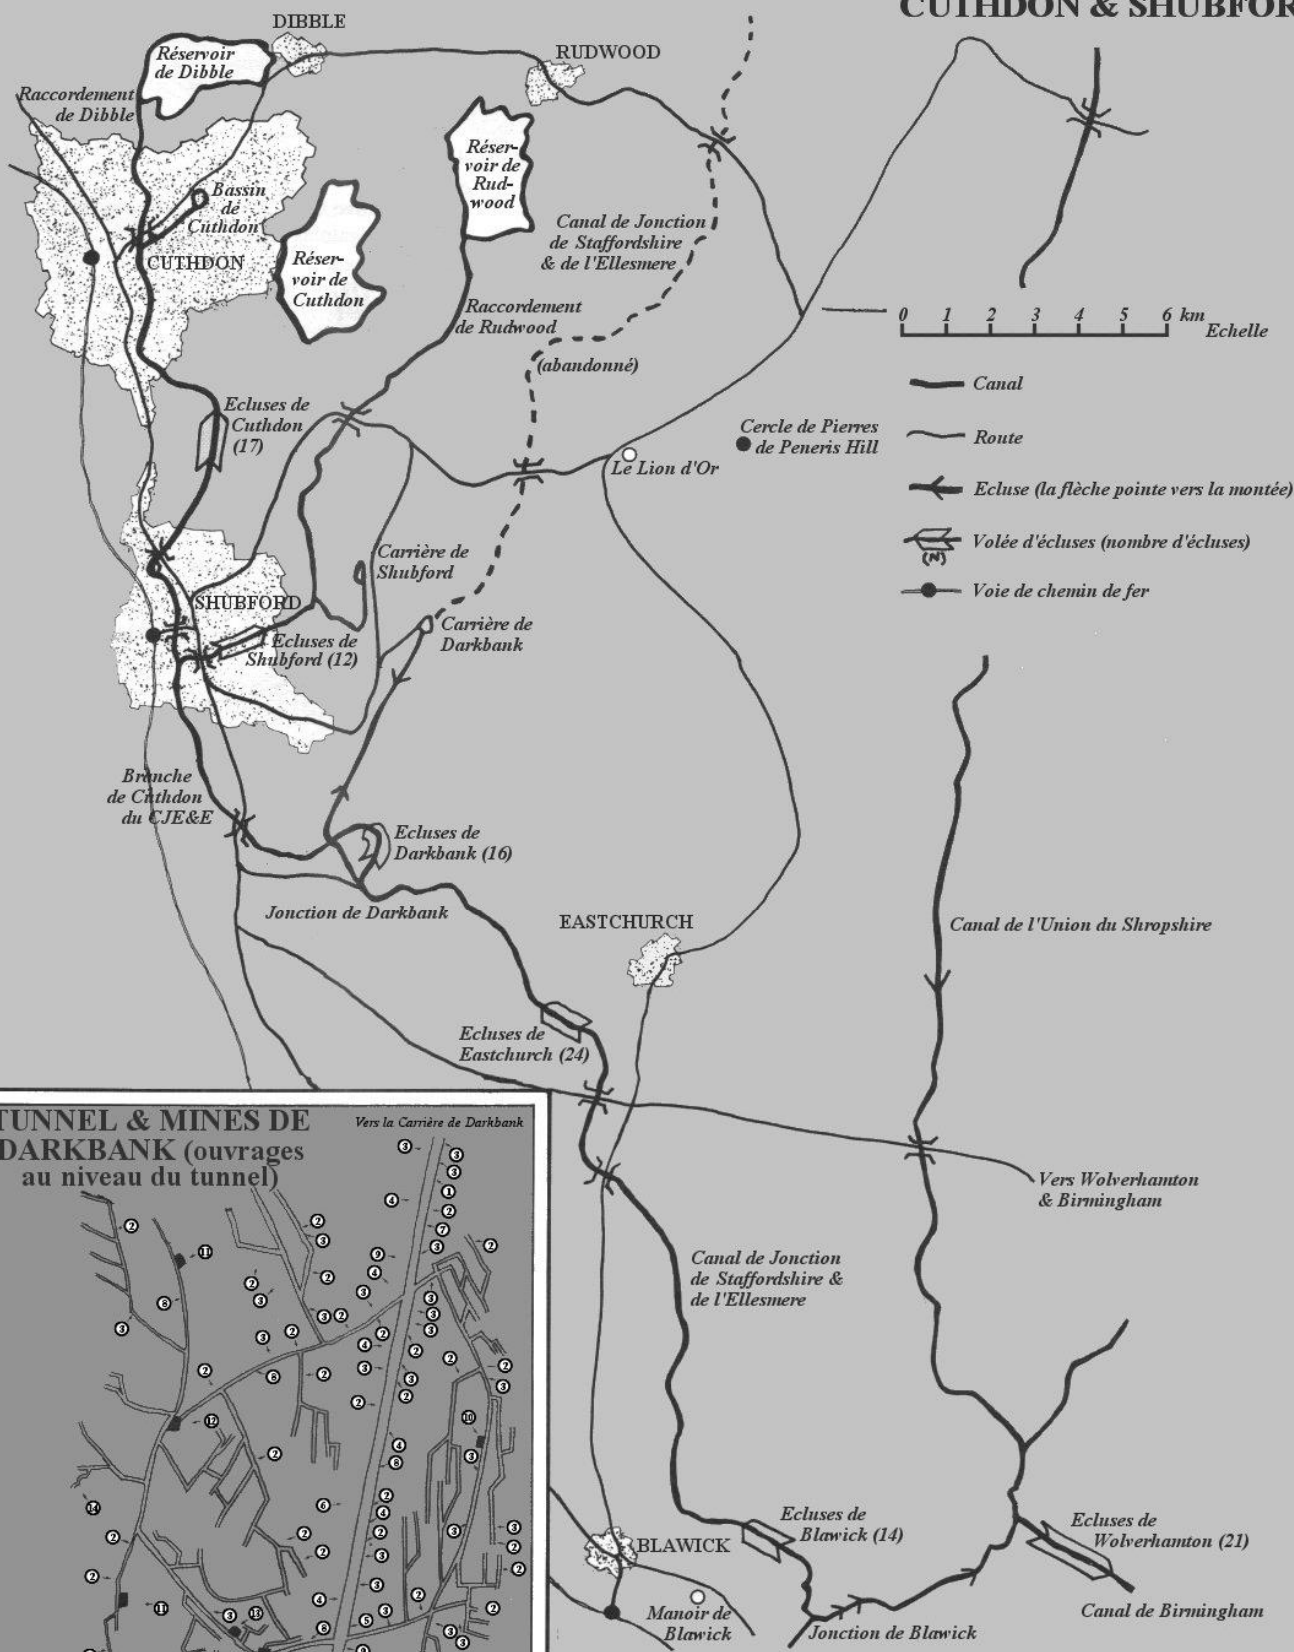 CUTHDON & SHUBFOR
DIBBLE
RUDWOOD
Réservoir
de Dibble
Raccordement
de Dibble
Réser-
voir de
Rud-
wood
Bassin
de
Cuthdon
CUTHDON
Réser-
voir de
Cuthdon
Canal de Jonction
de Staffordshire
& de l'Ellesmere
Raccordement
de Rudwood
(abandonné)
0 1 2 3 4 5 6 km
Echelle
Canal
Route
Ecluse (la flèche pointe vers la montée)
Volée d'écluses (nombre d'écluses)
(N)
Voie de chemin de fer
Ecluses de
Cuthdon
(17)
Cercle de Pierres
de Peneris Hill
Le Lion d'Or
Carrière de
Shubford
SHUBFORD
Ecluses de
Shubford (12)
Carrière de
Darkbank
Branche
de Cuthdon
du CJE&E
Ecluses de
Darkbank (16)
Jonction de Darkbank
EASTCHURCH
Canal de l'Union du Shropshire
Ecluses de
Eastchurch (24)
Vers Wolverhamton
& Birmingham
Canal de Jonction
de Staffordshire &
de l'Ellesmere
Ecluses de
Blawick (14)
Ecluses de
Wolverhamton (21)
BLAWICK
Manoir de
Blawick
Jonction de Blawick
Canal de Birmingham
TUNNEL & MINES DE
DARKBANK (ouvrages
au niveau du tunnel)
Vers la Carrière de Darkbank